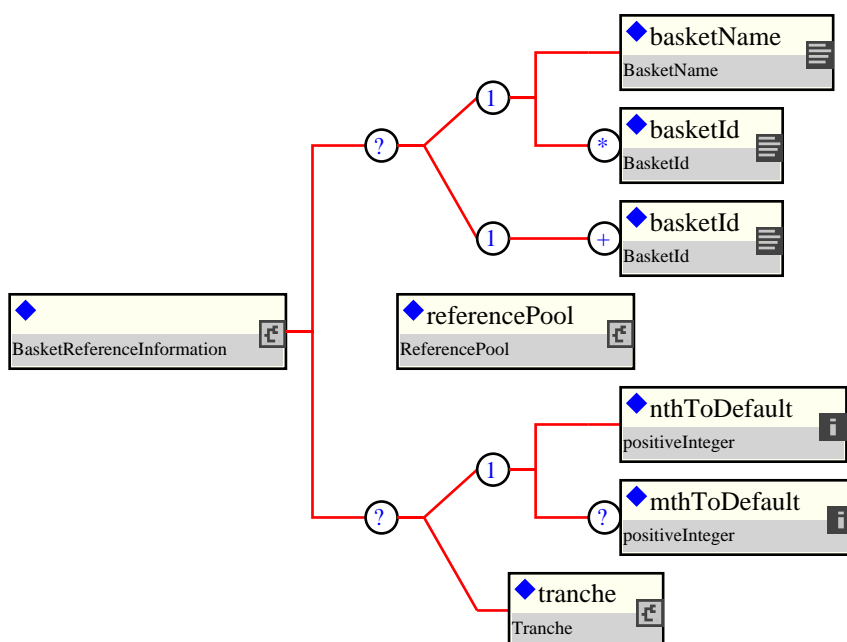 basketName
BasketName
1
?
basketId
*
BasketId
basketId
1
+
BasketId
BasketReferenceInformation
referencePool
ReferencePool
nthToDefault
positiveInteger
1
mthToDefault
?
?
positiveInteger
tranche
Tranche